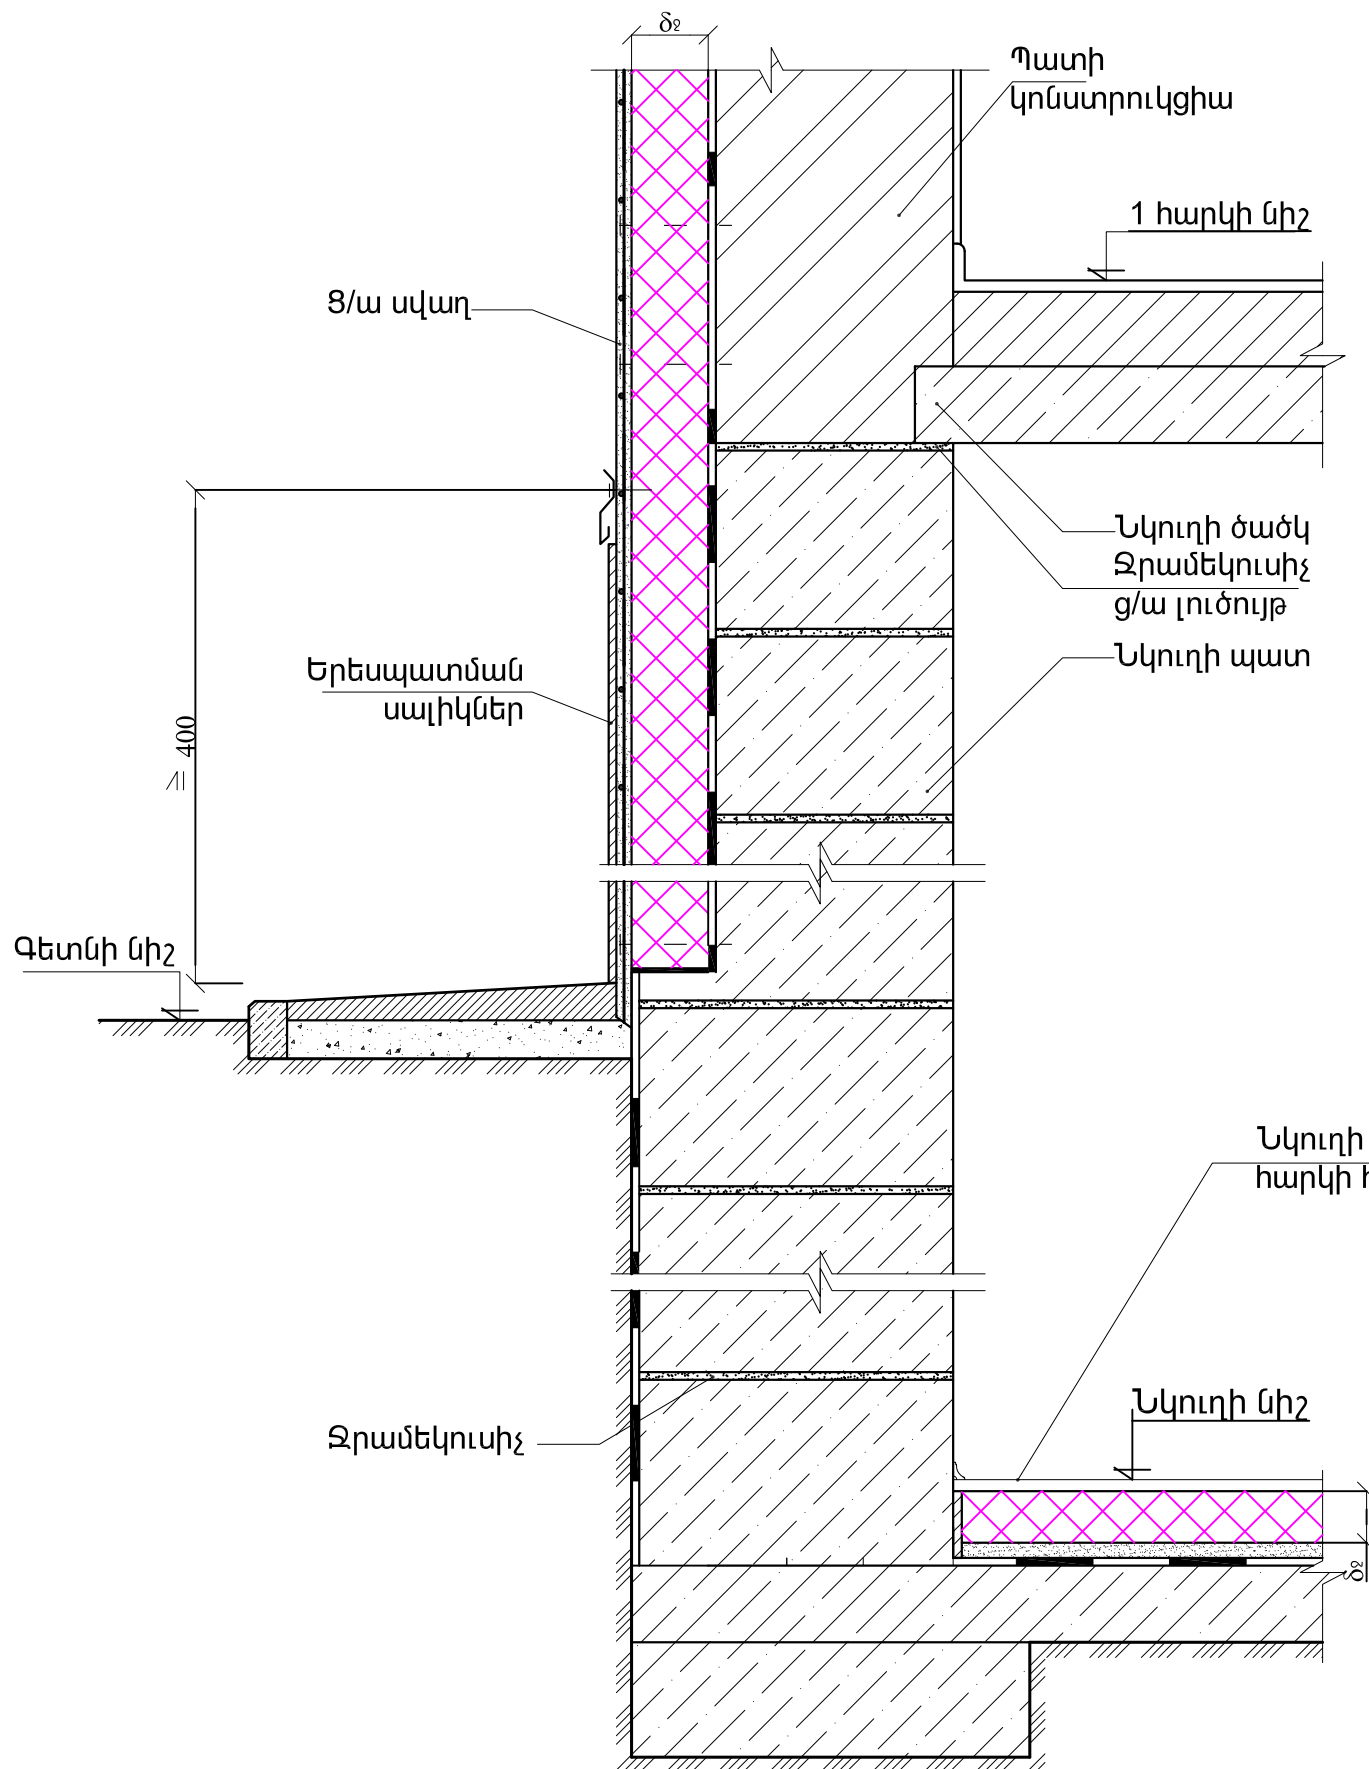 δ₂
Պատի
կոնստրուկցիա
1 հարկի նիշ
Ց/ա սվաղ
Նկուղի ծածկ
Ջրամեկուսիչ
ց/ա լուծույթ
Նկուղի պատ
Երեսպատման
սալիկներ
≥ 400
Գետնի նիշ
Նկուղի
հարկի
Նկուղի նիշ
Ջրամեկուսիչ
δ₂